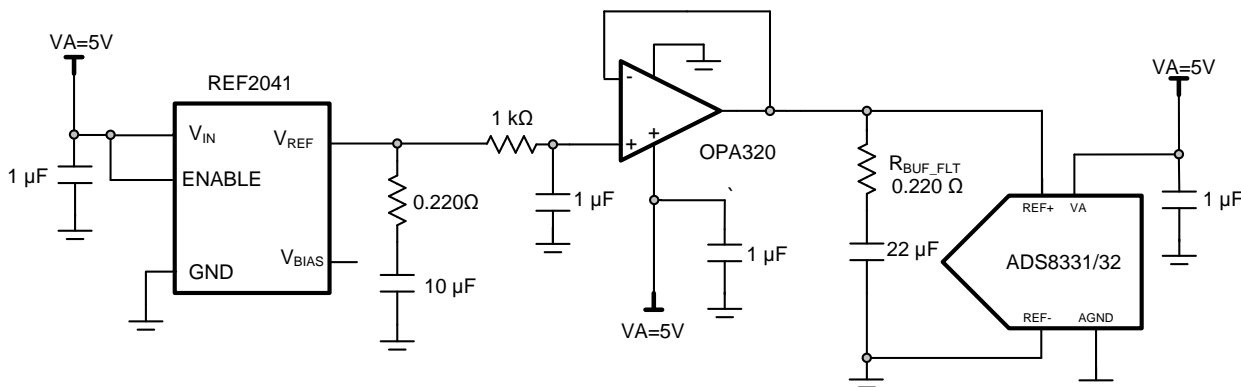 VA=5V
REF2041
VIN
VREF
ENABLE
VBIAS
GND
1 µF
0.220Ω
10 µF
1 kΩ
1 µF
-
+
+
OPA320
`
1 µF
VA=5V
RBUF_FLT
0.220 Ω
22 µF
VA=5V
1 µF
REF+
VA
ADS8331/32
REF-
AGND